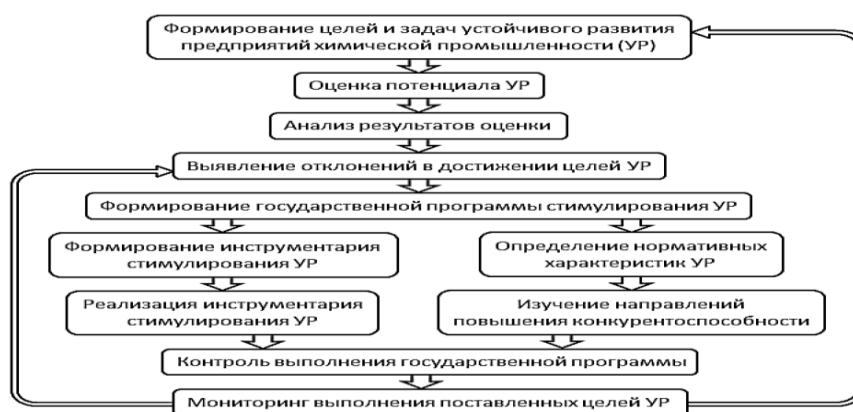 Формирование целей и задач устойчивого развития
предприятий химической промышленности (УР)
Оценка потенциала УР
Анализ результатов оценки
Выявление отклонений в достижении целей УР
Формирование государственной программы стимулирования УР
Формирование инструментария
стимулирования УР
Определение нормативных
характеристик УР
Реализация инструментария
стимулирования УР
Изучение направлений
повышения конкурентоспособности
Контроль выполнения государственной программы
Мониторинг выполнения поставленных целей УР